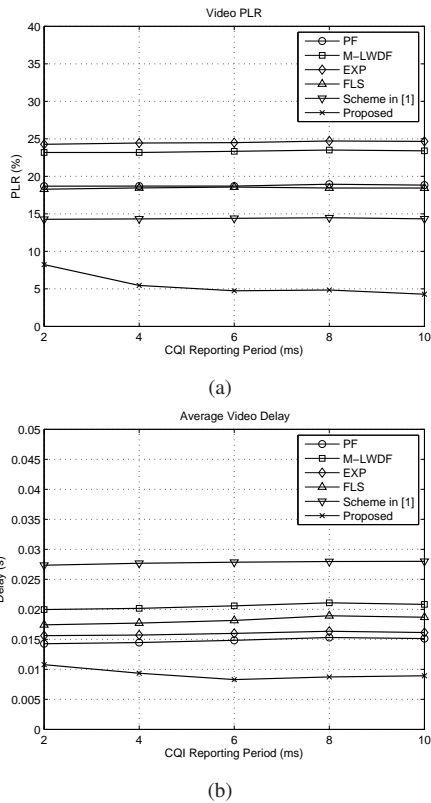 Video PLR
40
35
30
25
20
15
10
5
0
PLR (%)
PF
M-LWDF
EXP
FLS
Scheme in [1]
Proposed
2 4 6 8 10
CQI Reporting Period (ms)
(a)
Average Video Delay
0.05
0.045
0.04
0.035
0.03
0.025
0.02
0.015
0.01
0.005
0
Delay (s)
PF
M-LWDF
EXP
FLS
Scheme in [1]
Proposed
2 4 6 8 10
CQI Reporting Period (ms)
(b)